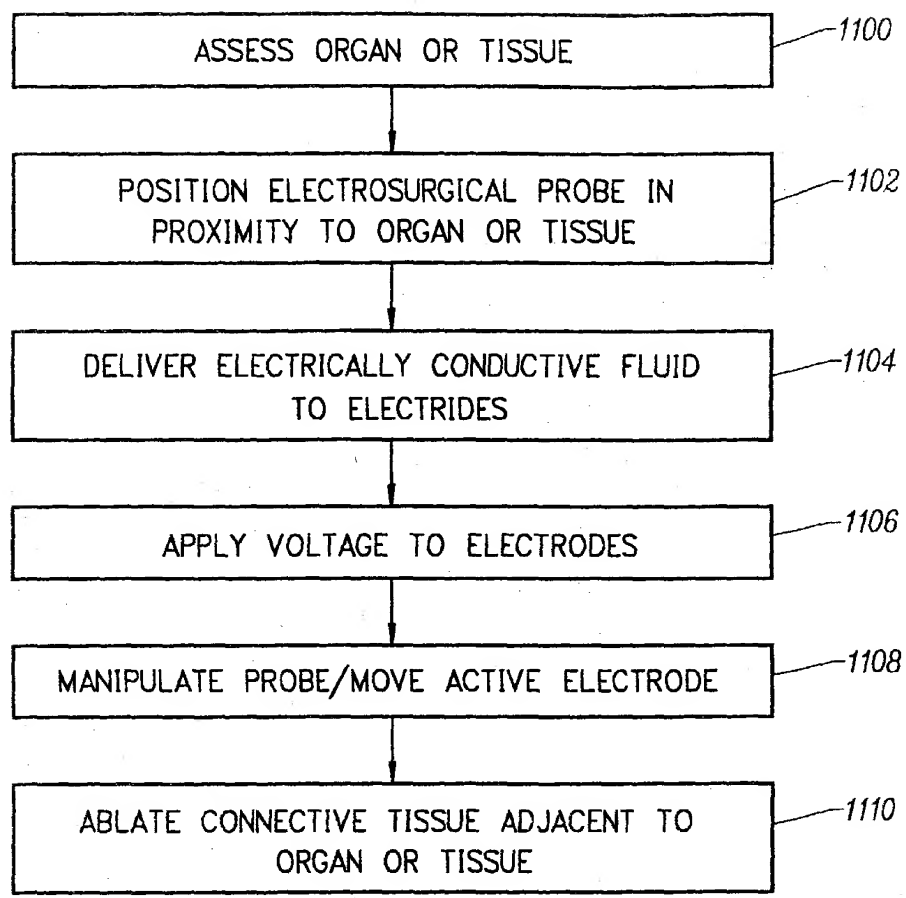 ASSESS ORGAN OR TISSUE
1100
POSITION ELECTROSURGICAL PROBE IN
PROXIMITY TO ORGAN OR TISSUE
1102
DELIVER ELECTRICALLY CONDUCTIVE FLUID
TO ELECTRIDES
1104
APPLY VOLTAGE TO ELECTRODES
1106
MANIPULATE PROBE/MOVE ACTIVE ELECTRODE
1108
ABLATE CONNECTIVE TISSUE ADJACENT TO
ORGAN OR TISSUE
1110